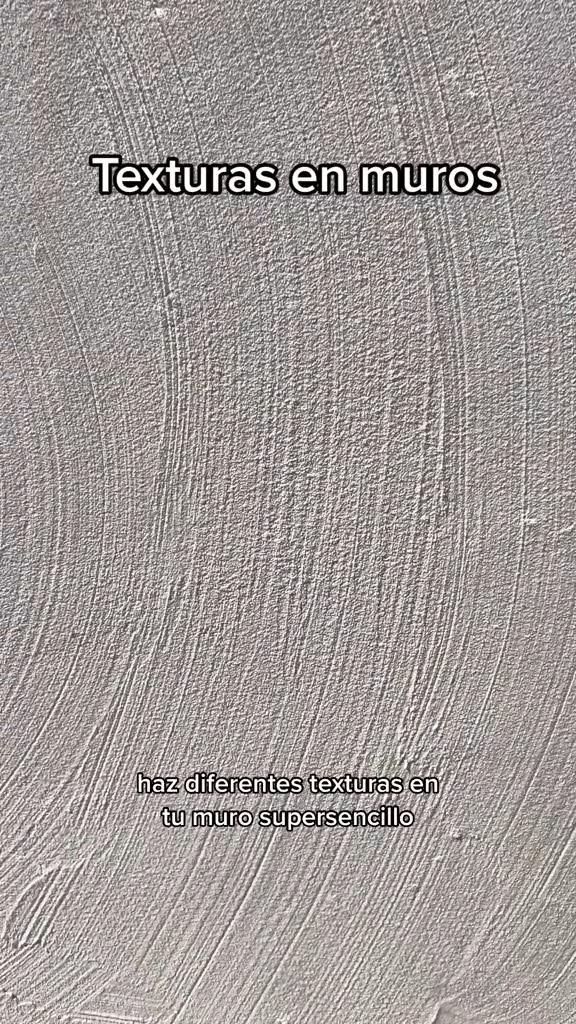 Texturas en muros
haz diferentes texturas en
tu muro supersencillo